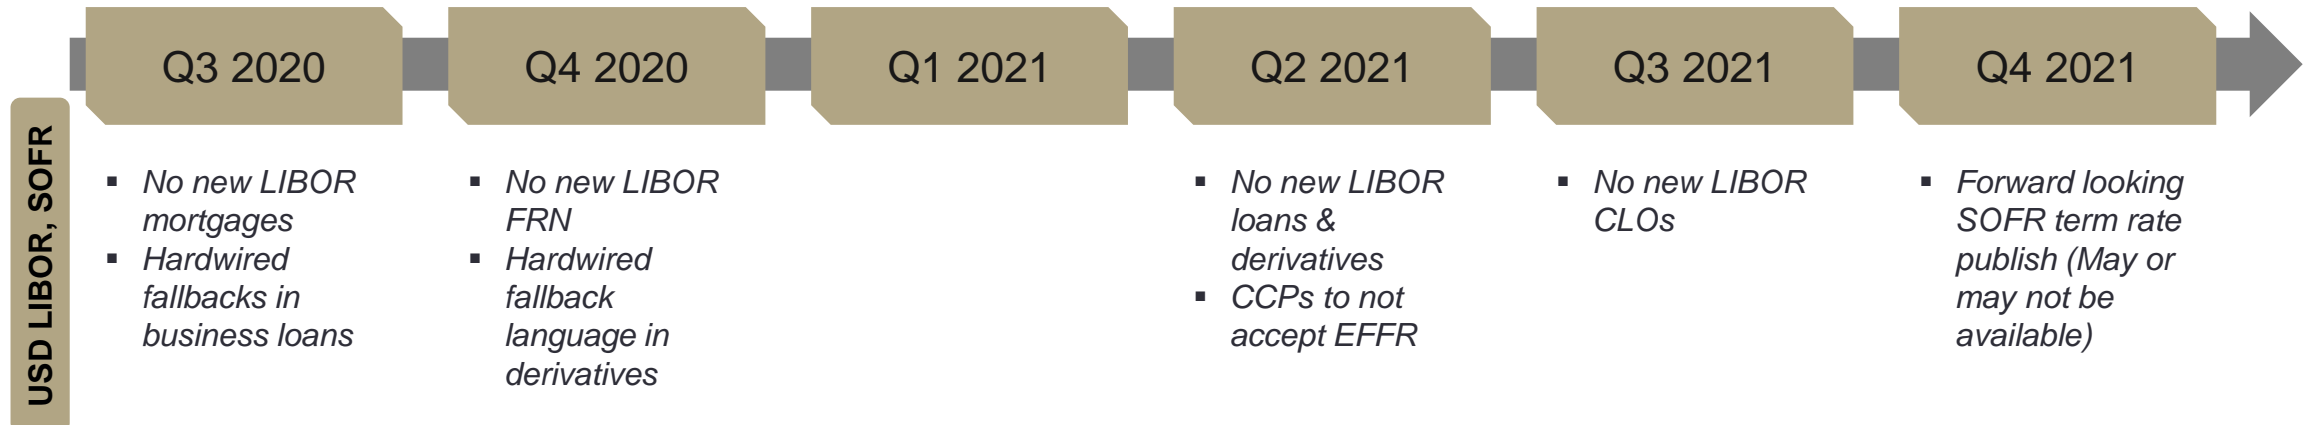 Q3 2020
Q4 2020
Q1 2021
Q2 2021
Q3 2021
Q4 2021
USD LIBOR, SOFR
▪ No new LIBOR
mortgages
▪ Hardwired
fallbacks in
business loans
▪ No new LIBOR
FRN
▪ Hardwired
fallback
language in
derivatives
▪ No new LIBOR
loans &
derivatives
▪ CCPs to not
accept EFFR
▪ No new LIBOR
CLOs
▪ Forward looking
SOFR term rate
publish (May or
may not be
available)